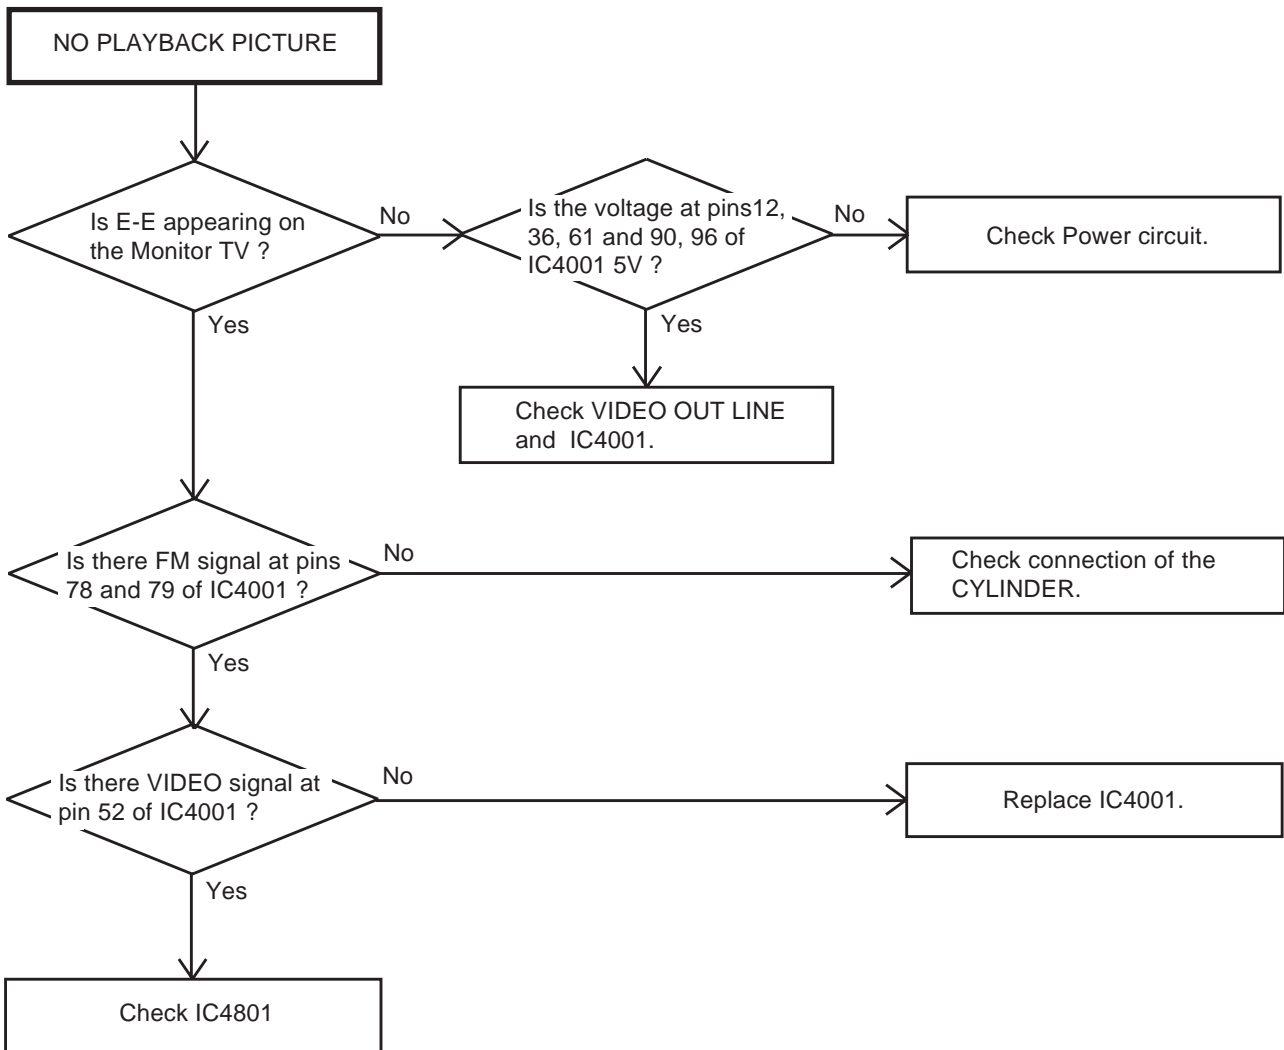 NO PLAYBACK PICTURE
Is E-E appearing on
the Monitor TV ?
No
Is the voltage at pins12,
36, 61 and 90, 96 of
IC4001 5V ?
No
Check Power circuit.
Yes
Yes
Check VIDEO OUT LINE
and IC4001.
Is there FM signal at pins
78 and 79 of IC4001 ?
No
Check connection of the
CYLINDER.
Yes
Is there VIDEO signal at
pin 52 of IC4001 ?
No
Replace IC4001.
Yes
Check IC4801